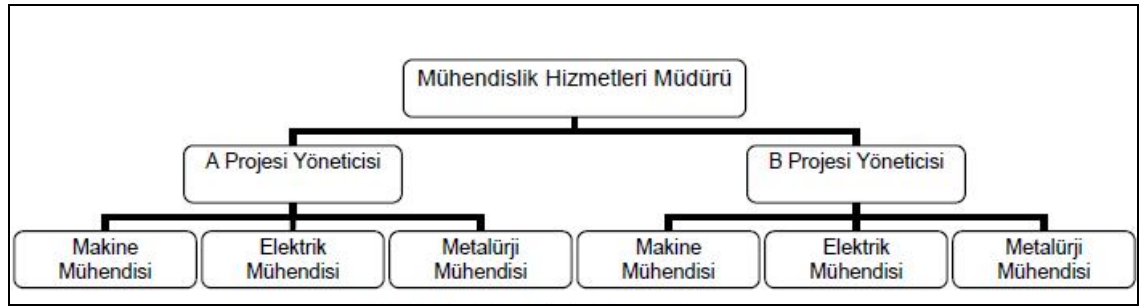 Mühendislik Hizmetleri Müdürü
A Projesi Yöneticisi
B Projesi Yöneticisi
Makine
Mühendisi
Elektrik
Mühendisi
Metalürji
Mühendisi
Makine
Mühendisi
Elektrik
Mühendisi
Metalürji
Mühendisi